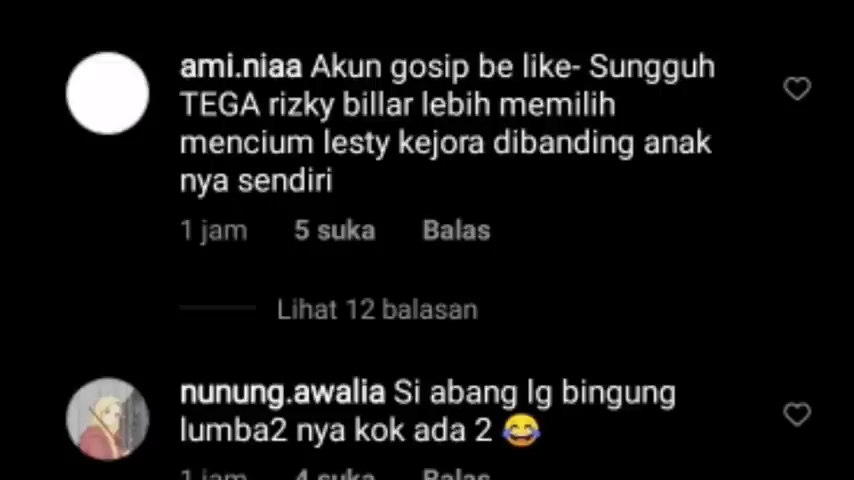 ami.niaa Akun gosip be like- Sungguh
TEGA rizky billar lebih memilih
mencium lesty kejora dibanding anak
nya sendiri
1 jam 5 suka Balas
Lihat 12 balasan
nunung.awalia Si abang lg bingung
lumba2 nya kok ada 2 😂
1 jam 4 suka Balas